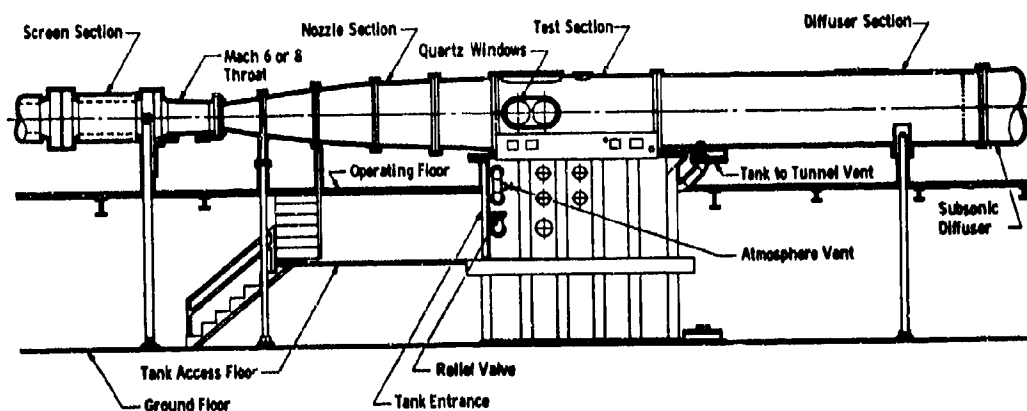 Screen Section
Mach 6 or 8
Throat
Nozzle Section
Quartz Windows
Test Section
Diffuser Section
Operating Floor
Tank to Tunnel Vent
Subsonic
Diffuser
Atmosphere Vent
Tank Access Floor
Relief Valve
Ground Floor
Tank Entrance